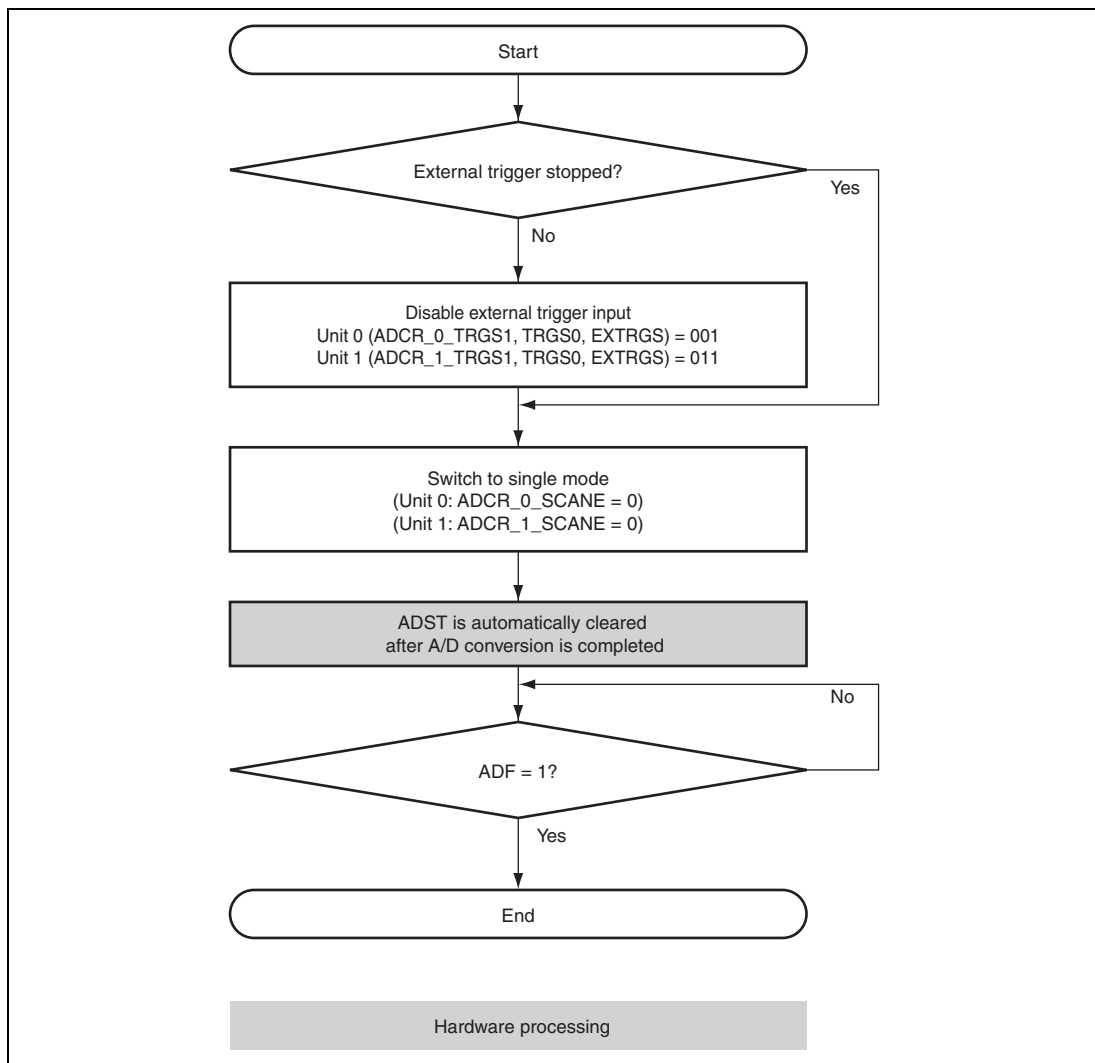 Start
External trigger stopped?
Yes
No
Disable external trigger input
Unit 0 (ADCR_0_TRGS1, TRGS0, EXTRGS) = 001
Unit 1 (ADCR_1_TRGS1, TRGS0, EXTRGS) = 011
Switch to single mode
(Unit 0: ADCR_0_SCANE = 0)
(Unit 1: ADCR_1_SCANE = 0)
ADST is automatically cleared
after A/D conversion is completed
No
ADF = 1?
Yes
End
Hardware processing